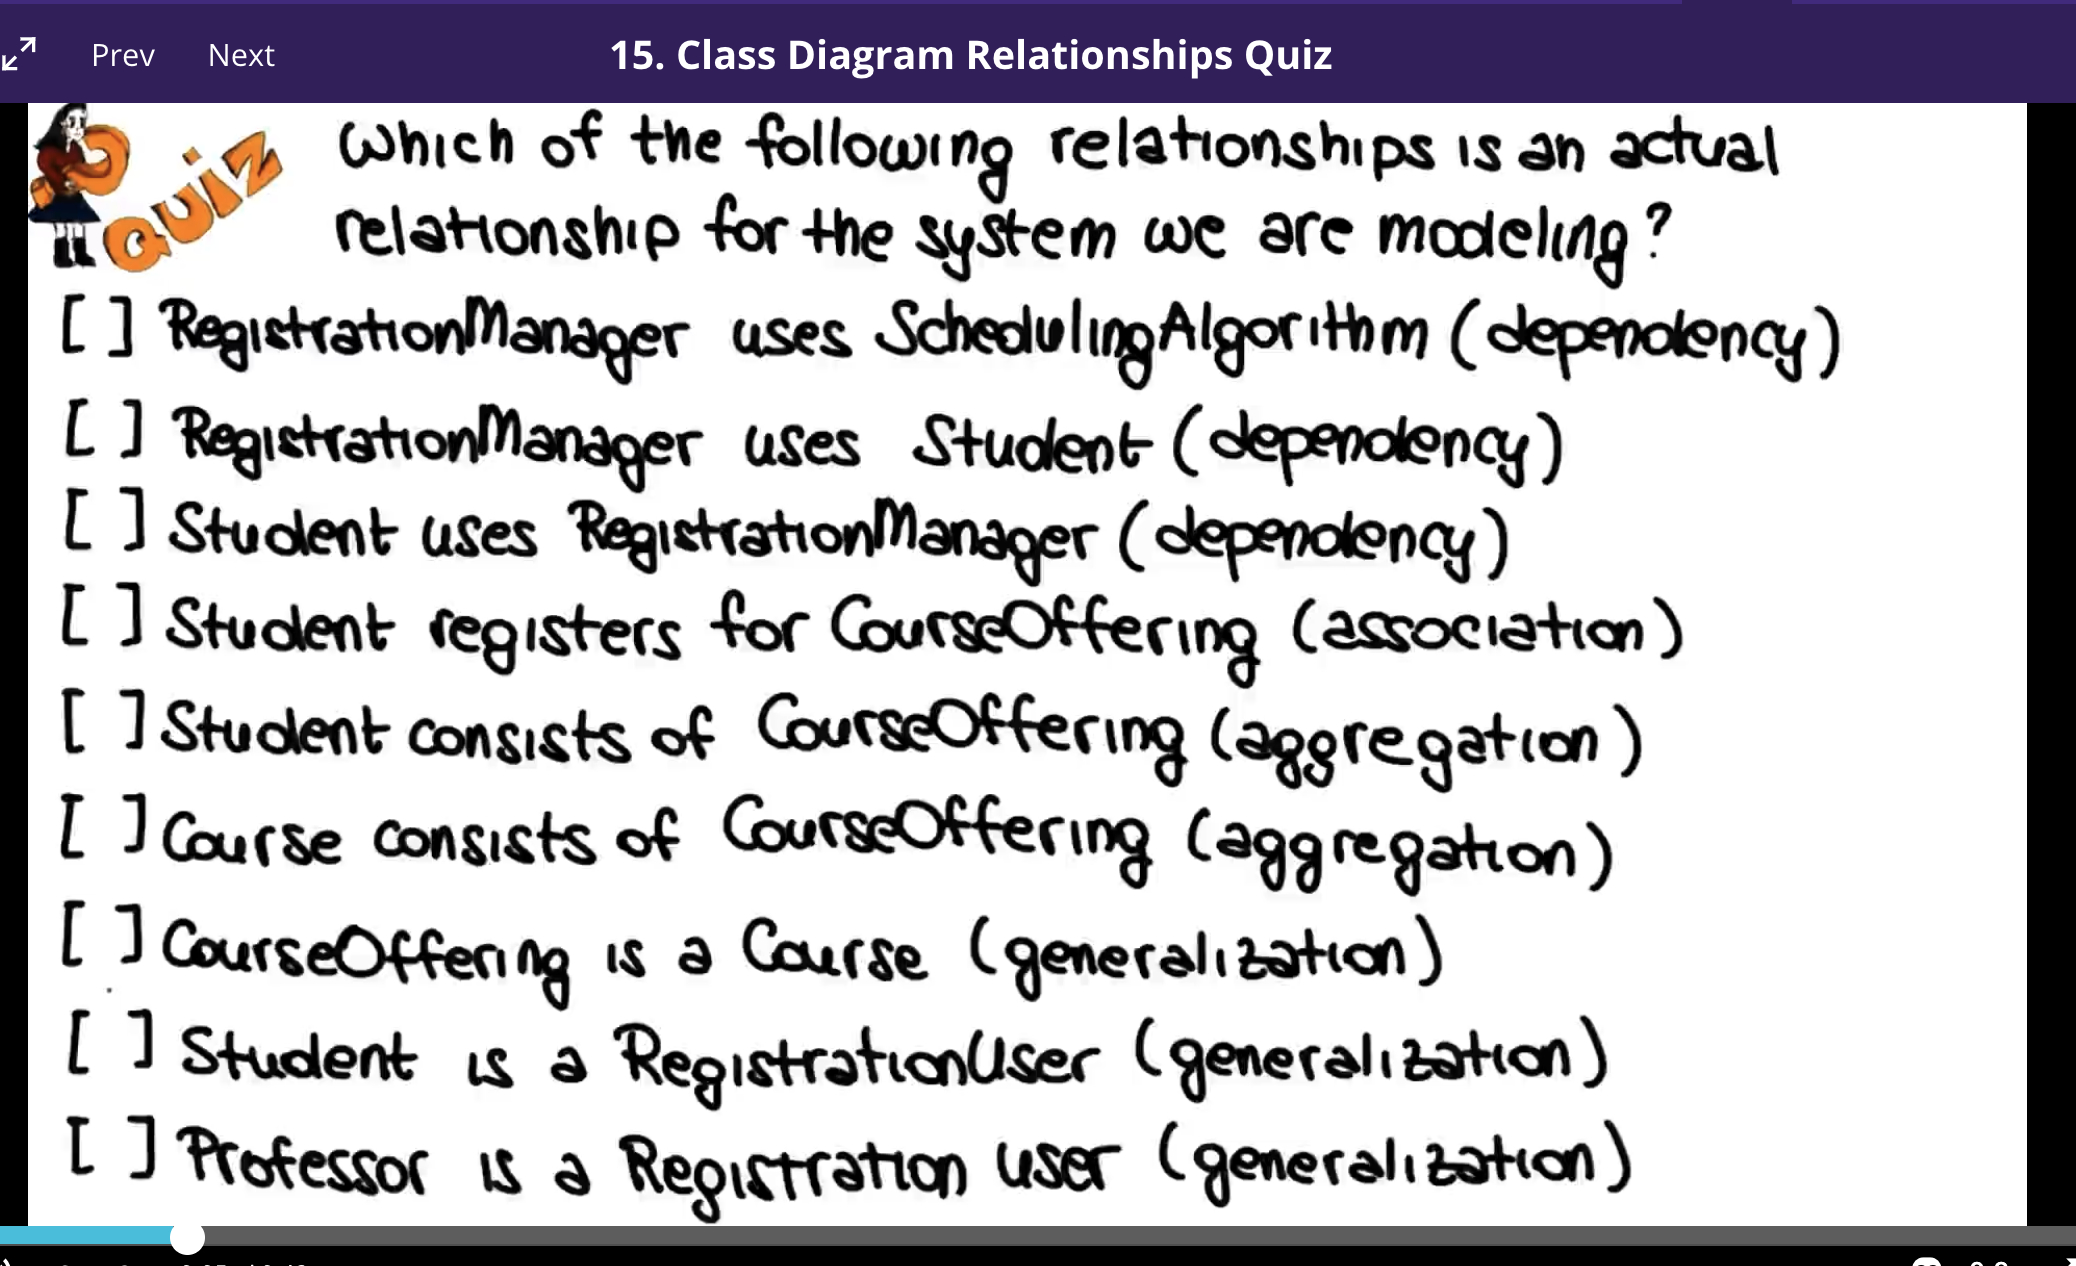 Prev Next 15. Class Diagram Relationships Quiz
QUIZ
Which of the following relationships is an actual
relationship for the system we are modeling?
[ ] RegistrationManager uses SchedulingAlgorithm (dependency)
[ ] RegistrationManager uses Student (dependency)
[ ] Student uses RegistrationManager (dependency)
[ ] Student registers for CourseOffering (association)
[ ] Student consists of CourseOffering (aggregation)
[ ] Course consists of CourseOffering (aggregation)
[ ] CourseOffering is a Course (generalization)
[ ] Student is a RegistrationUser (generalization)
[ ] Professor is a Registration user (generalization)